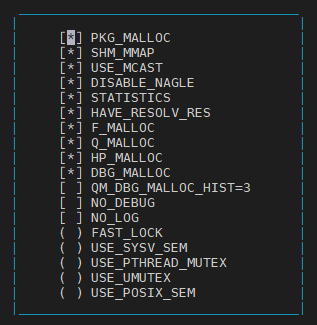 [*] PKG_MALLOC
[*] SHM_MMAP
[*] USE_MCAST
[*] DISABLE_NAGLE
[*] STATISTICS
[*] HAVE_RESOLV_RES
[*] F_MALLOC
[*] Q_MALLOC
[*] HP_MALLOC
[*] DBG_MALLOC
[ ] QM_DBG_MALLOC_HIST=3
[ ] NO_DEBUG
[ ] NO_LOG
( ) FAST_LOCK
( ) USE_SYSV_SEM
( ) USE_PTHREAD_MUTEX
( ) USE_UMUTEX
( ) USE_POSIX_SEM